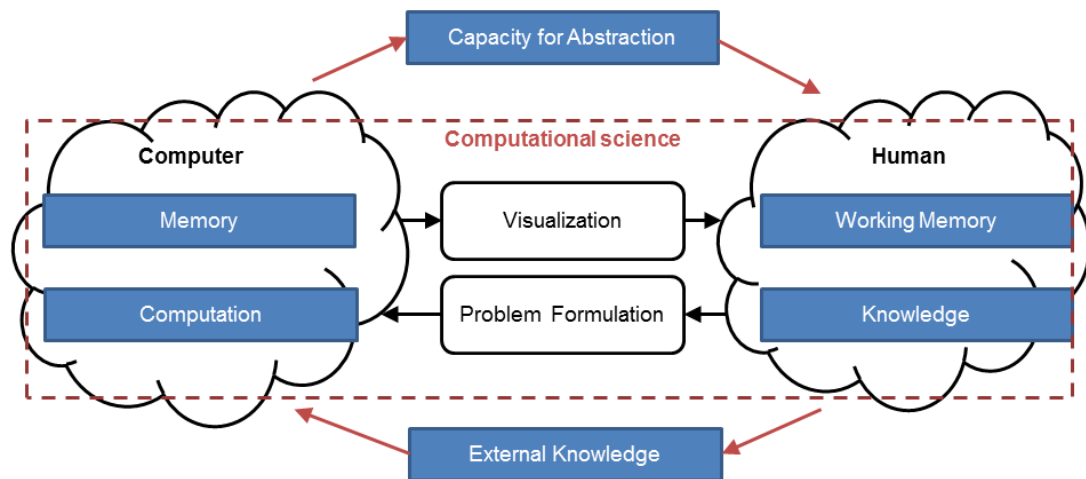 Capacity for Abstraction
Computational science
Computer
Human
Memory
Visualization
Working Memory
Computation
Problem Formulation
Knowledge
External Knowledge